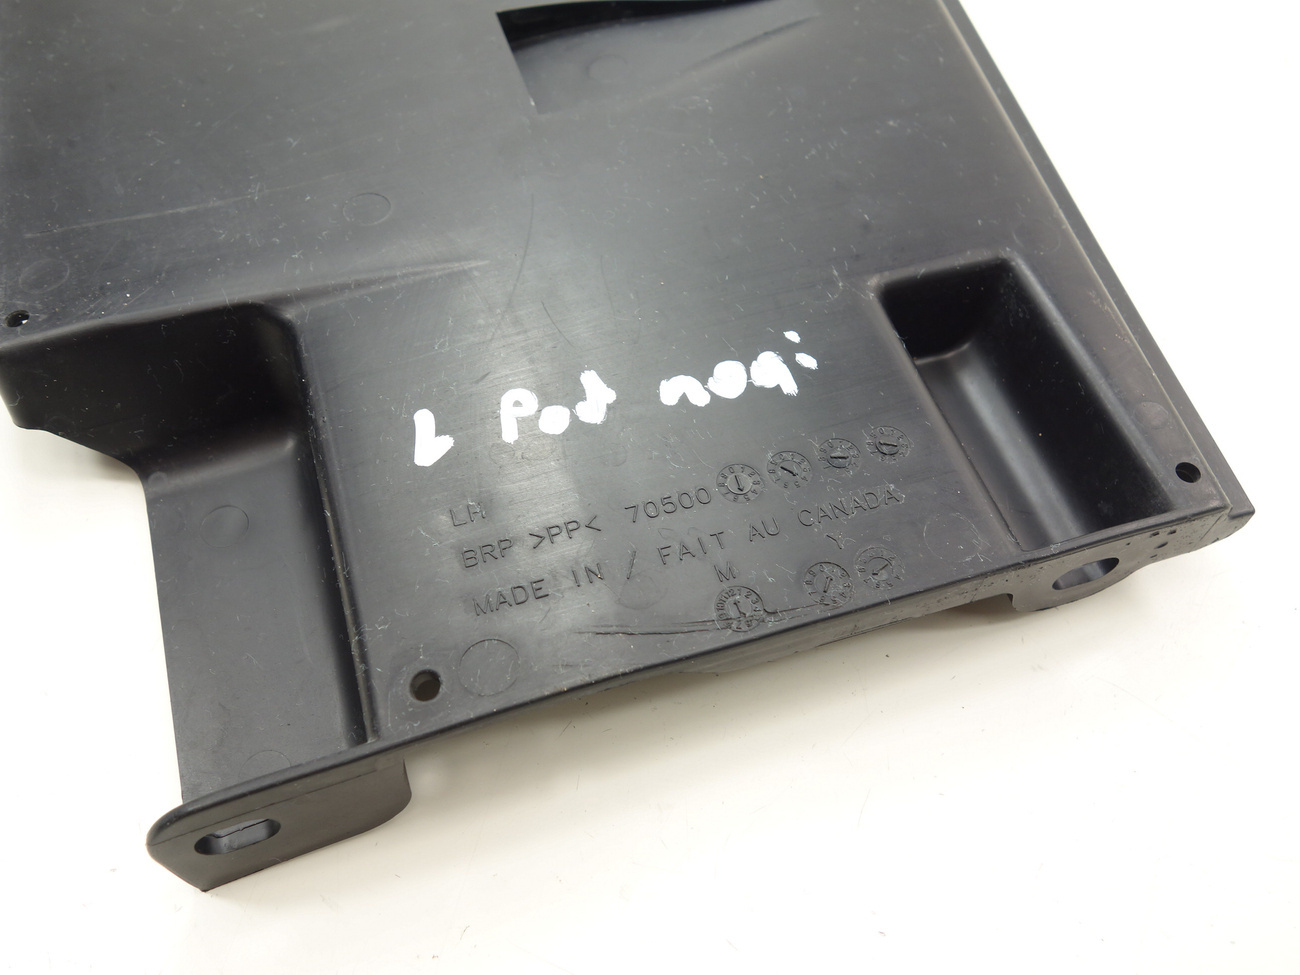 L Pod nogi
LH
BRP >PP< 70500
MADE IN / FAIT AU CANADA
M Y